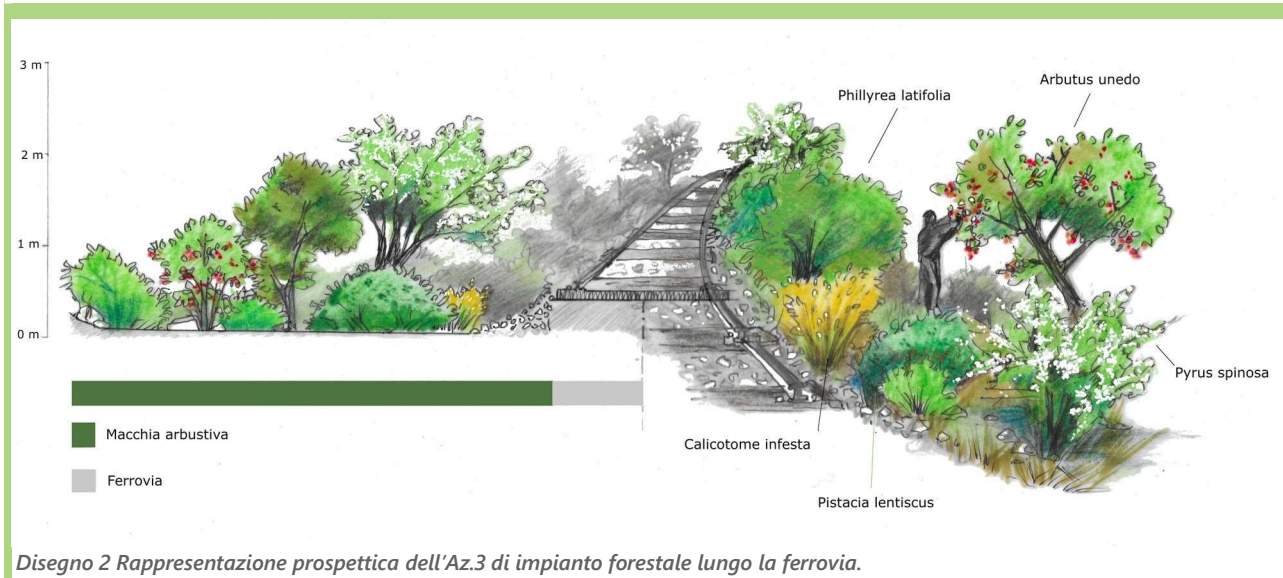 3 m
Arbutus unedo
Phillyrea latifolia
2 m
1 m
0 m
Pyrus spinosa
Macchia arbustiva
Calicotome infesta
Ferrovia
Pistacia lentiscus
Disegno 2 Rappresentazione prospettica dell'Az.3 di impianto forestale lungo la ferrovia.